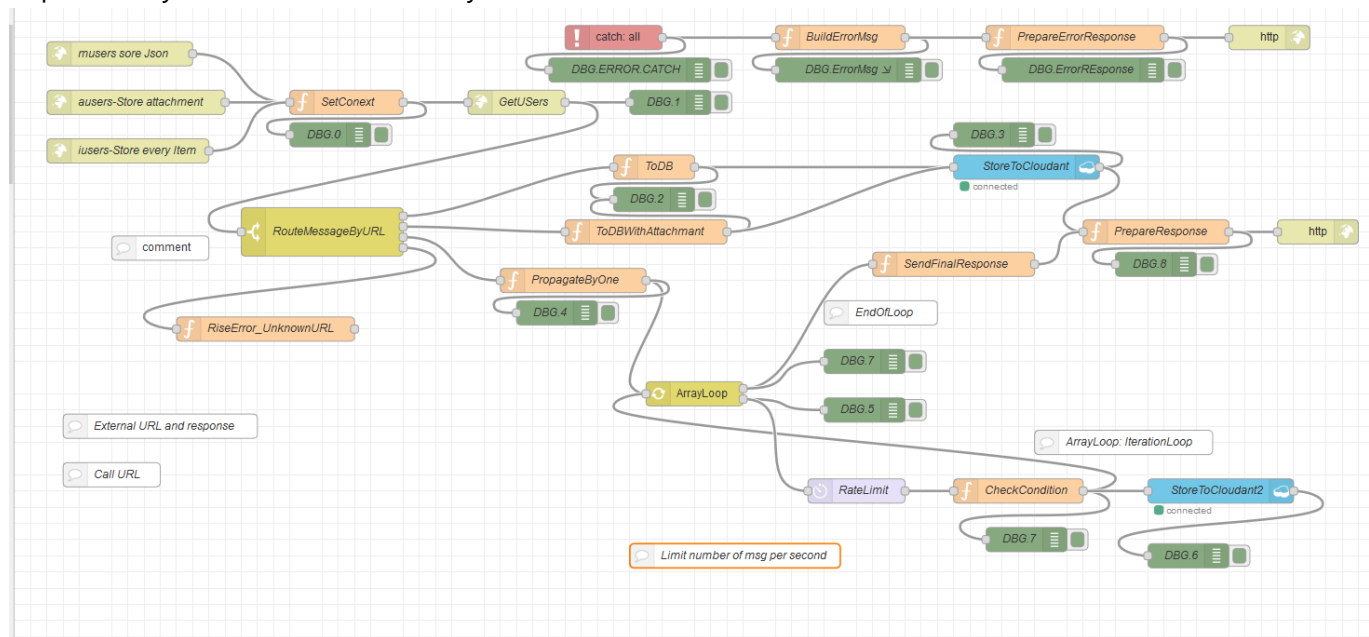 musers sore Json
catch: all
BuildErrorMsg
PrepareErrorResponse
http
DBG.ERROR.CATCH
DBG.ErrorMsg
DBG.ErrorREsponse
ausers-Store attachment
SetConext
GetUSers
DBG.1
DBG.0
DBG.3
iusers-Store every Item
ToDB
StoreToCloudant
connected
DBG.2
RouteMessageByURL
ToDBWithAttachmant
PrepareResponse
http
comment
SendFinalResponse
DBG.8
PropagateByOne
DBG.4
EndOfLoop
RiseError_UnknownURL
DBG.7
ArrayLoop
DBG.5
External URL and response
ArrayLoop: IterationLoop
Call URL
RateLimit
CheckCondition
StoreToCloudant2
connected
DBG.7
DBG.6
Limit number of msg per second